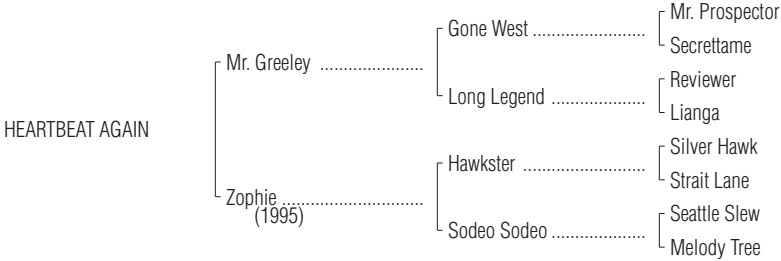 Mr. Prospector
Gone West ........................
Secrettame
Mr. Greeley ......................
Reviewer
Long Legend ....................
Lianga
HEARTBEAT AGAIN
Silver Hawk
Hawkster ..........................
Strait Lane
Zophie ..............................
(1995)
Seattle Slew
Sodeo Sodeo ....................
Melody Tree